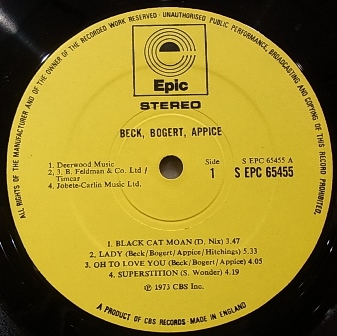 ALL RIGHTS OF THE MANUFACTURER AND OF THE OWNER OF THE RECORDED WORK RESERVED · UNAUTHORISED PUBLIC PERFORMANCE, BROADCASTING AND COPYING OF THIS RECORD PROHIBITED.
Epic
STEREO
BECK, BOGERT, APPICE
1. Deerwood Music
2. 3. B. Feldman & Co. Ltd /
Timcar
4. Jobete-Carlin Music Ltd.
Side
1
S EPC 65455 A
S EPC 65455
1. BLACK CAT MOAN (D. Nix) 3.47
2. LADY (Beck/Bogert/Appice/Hitchings) 5.33
3. OH TO LOVE YOU (Beck/Bogert/Appice) 4.05
4. SUPERSTITION (S. Wonder) 4.19
℗ 1973 CBS Inc.
A PRODUCT OF CBS RECORDS · MADE IN ENGLAND